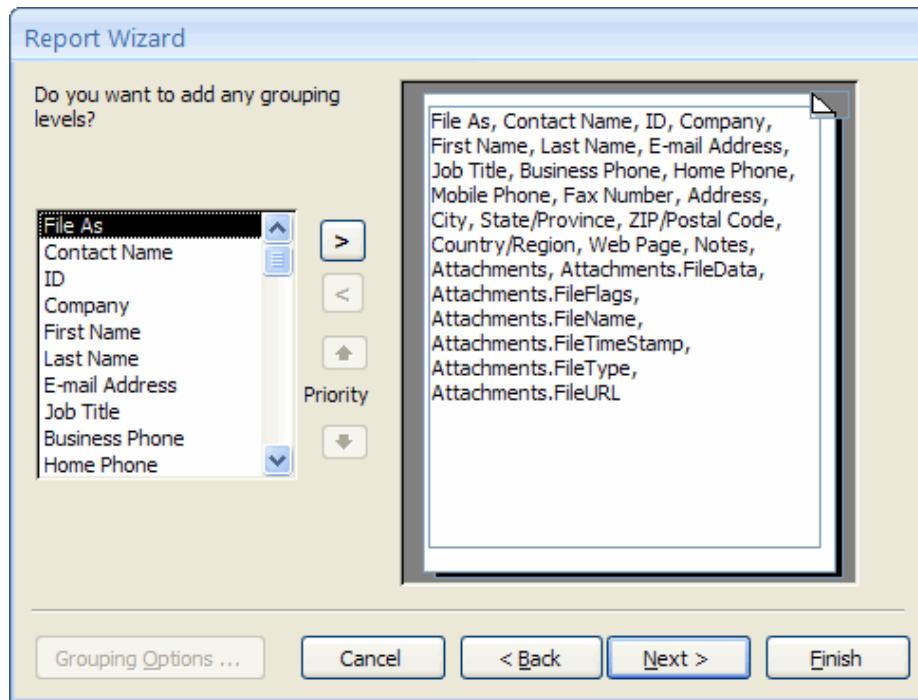 Report Wizard
Do you want to add any grouping
levels?
File As
Contact Name
ID
Company
First Name
Last Name
E-mail Address
Job Title
Business Phone
Home Phone
>
<
Priority
File As, Contact Name, ID, Company,
First Name, Last Name, E-mail Address,
Job Title, Business Phone, Home Phone,
Mobile Phone, Fax Number, Address,
City, State/Province, ZIP/Postal Code,
Country/Region, Web Page, Notes,
Attachments, Attachments.FileData,
Attachments.FileFlags,
Attachments.FileName,
Attachments.FileTimeStamp,
Attachments.FileType,
Attachments.FileURL
Grouping Options ...
Cancel
< Back
Next >
Finish